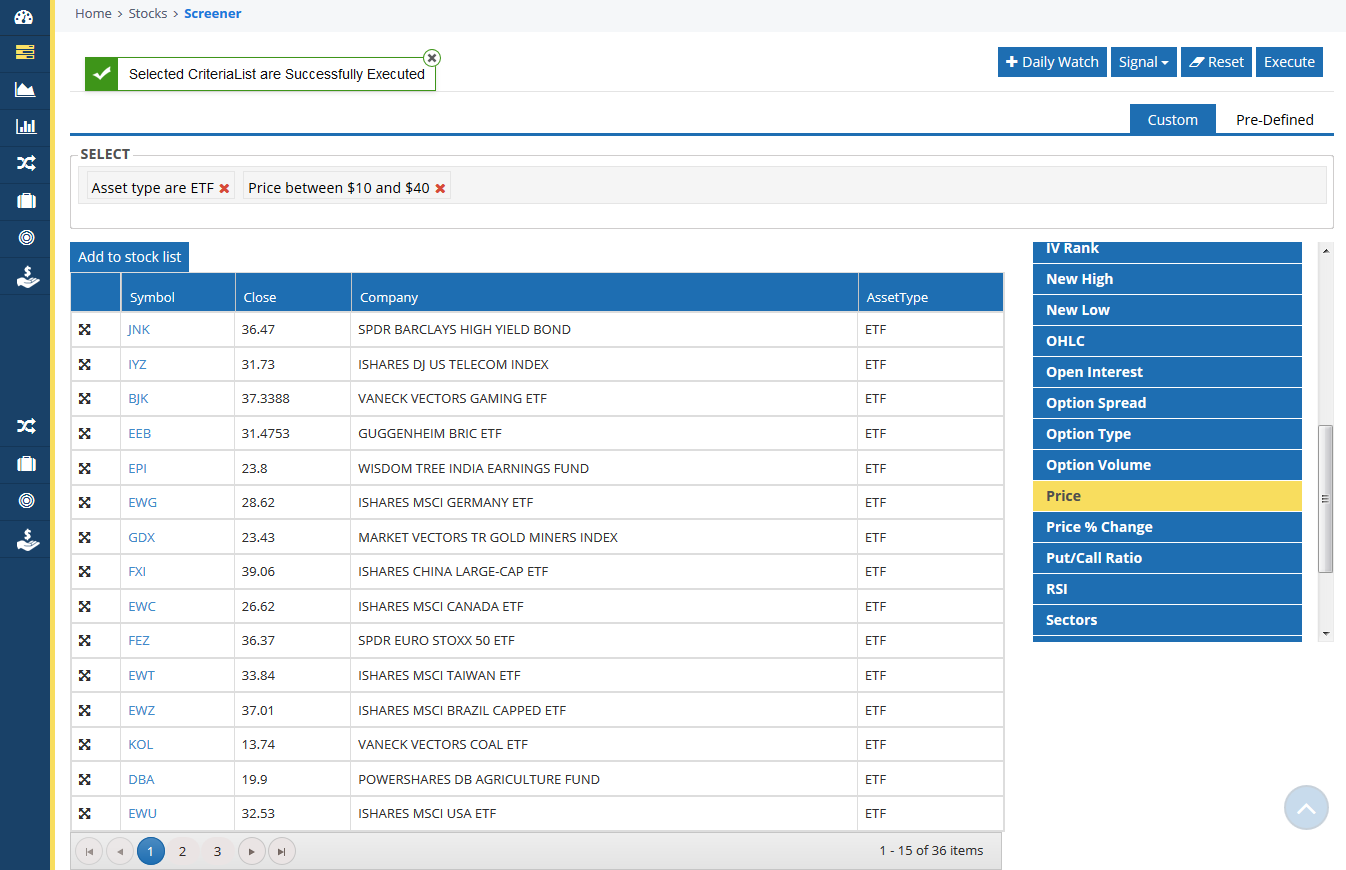 Home › Stocks › Screener
Selected CriteriaList are Successfully Executed
Daily Watch Signal Reset Execute
Custom Pre-Defined
SELECT
Asset type are ETF Price between $10 and $40
Add to stock list
Symbol Close Company AssetType
JNK 36.47 SPDR BARCLAYS HIGH YIELD BOND ETF
IYZ 31.73 ISHARES DJ US TELECOM INDEX ETF
BJK 37.3388 VANECK VECTORS GAMING ETF ETF
EEB 31.4753 GUGGENHEIM BRIC ETF ETF
EPI 23.8 WISDOM TREE INDIA EARNINGS FUND ETF
EWG 28.62 ISHARES MSCI GERMANY ETF ETF
GDX 23.43 MARKET VECTORS TR GOLD MINERS INDEX ETF
FXI 39.06 ISHARES CHINA LARGE-CAP ETF ETF
EWC 26.62 ISHARES MSCI CANADA ETF ETF
FEZ 36.37 SPDR EURO STOXX 50 ETF ETF
EWT 33.84 ISHARES MSCI TAIWAN ETF ETF
EWZ 37.01 ISHARES MSCI BRAZIL CAPPED ETF ETF
KOL 13.74 VANECK VECTORS COAL ETF ETF
DBA 19.9 POWERSHARES DB AGRICULTURE FUND ETF
EWU 32.53 ISHARES MSCI USA ETF ETF
1 2 3 1 - 15 of 36 items
IV Rank
New High
New Low
OHLC
Open Interest
Option Spread
Option Type
Option Volume
Price
Price % Change
Put/Call Ratio
RSI
Sectors